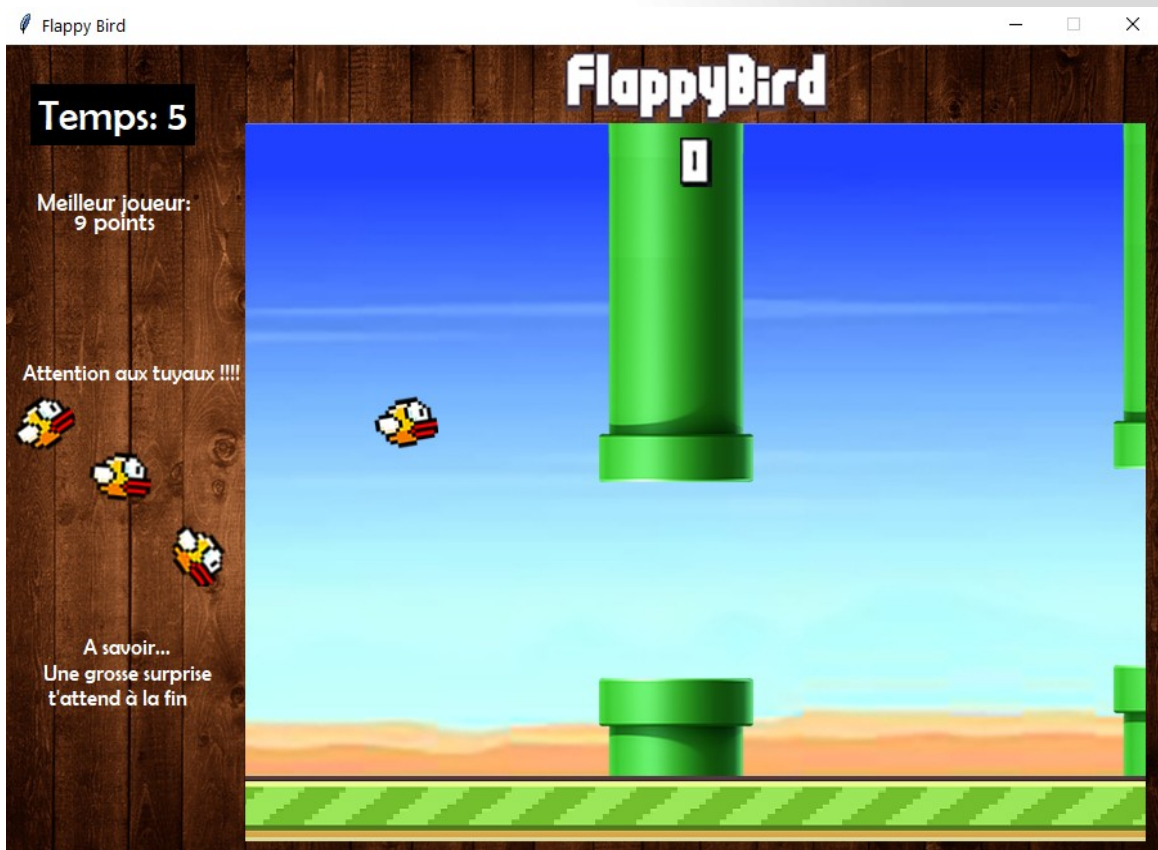 Flappy Bird
FlappyBird
Temps: 5
0
Meilleur joueur:
9 points
Attention aux tuyaux !!!!
A savoir...
Une grosse surprise
t'attend à la fin